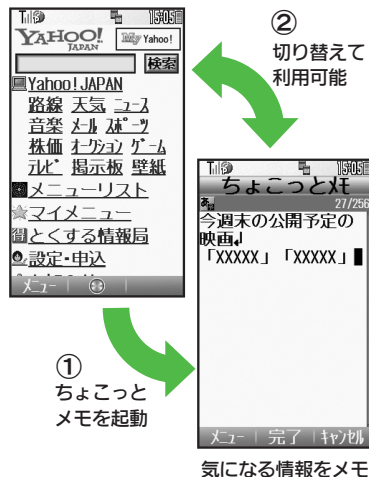 15:05
YAHOO!
JAPAN
My Yahoo!
検索
Yahoo! JAPAN
路線 天気 ﾆｭｰｽ
音楽 ﾒｰﾙ ｽﾎﾟｰﾂ
株価 ｵｰｸｼｮﾝ ｹﾞｰﾑ
ﾃﾚﾋﾞ 掲示板 壁紙
メニューリスト
マイメニュー
得とくする情報局
設定・申込
ﾒﾆｭｰ
②
切り替えて
利用可能
15:05
ちょこっとﾒﾓ
あ
27/256
今週末の公開予定の
映画↲
「XXXXX」「XXXXX」
ﾒﾆｭｰ 完了 ｷｬﾝｾﾙ
①
ちょこっと
メモを起動
気になる情報をメモ